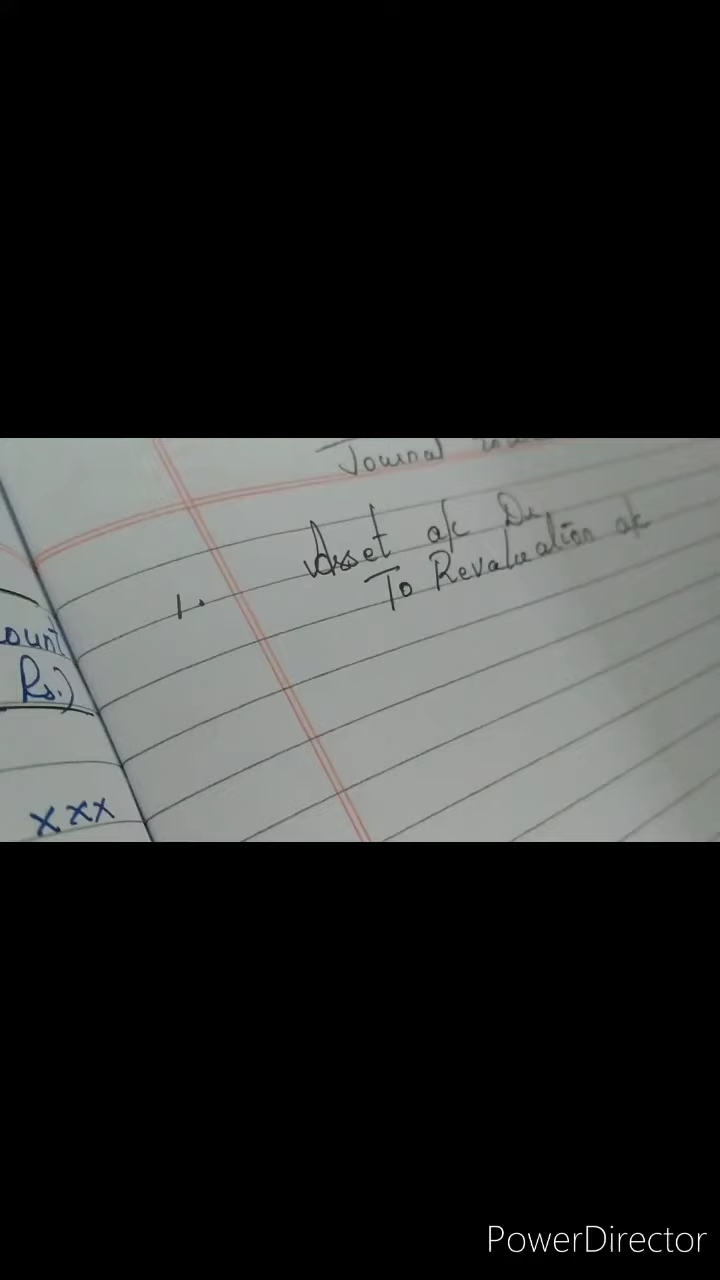 Journal
Asset a/c Dr
To Revaluation a/c
1.
ount
Rs.)
xxx
PowerDirector